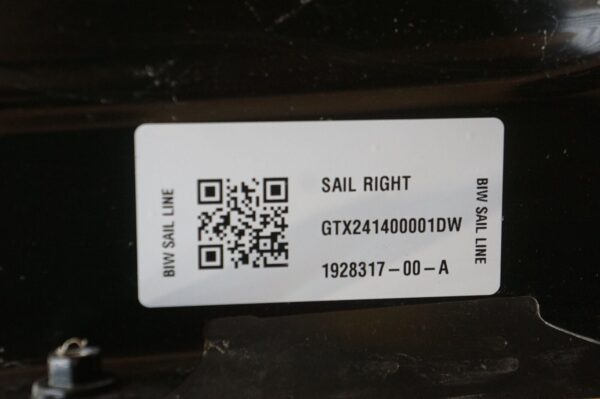 BIW SAIL LINE
SAIL RIGHT
GTX241400001DW
1928317-00-A
BIW SAIL LINE